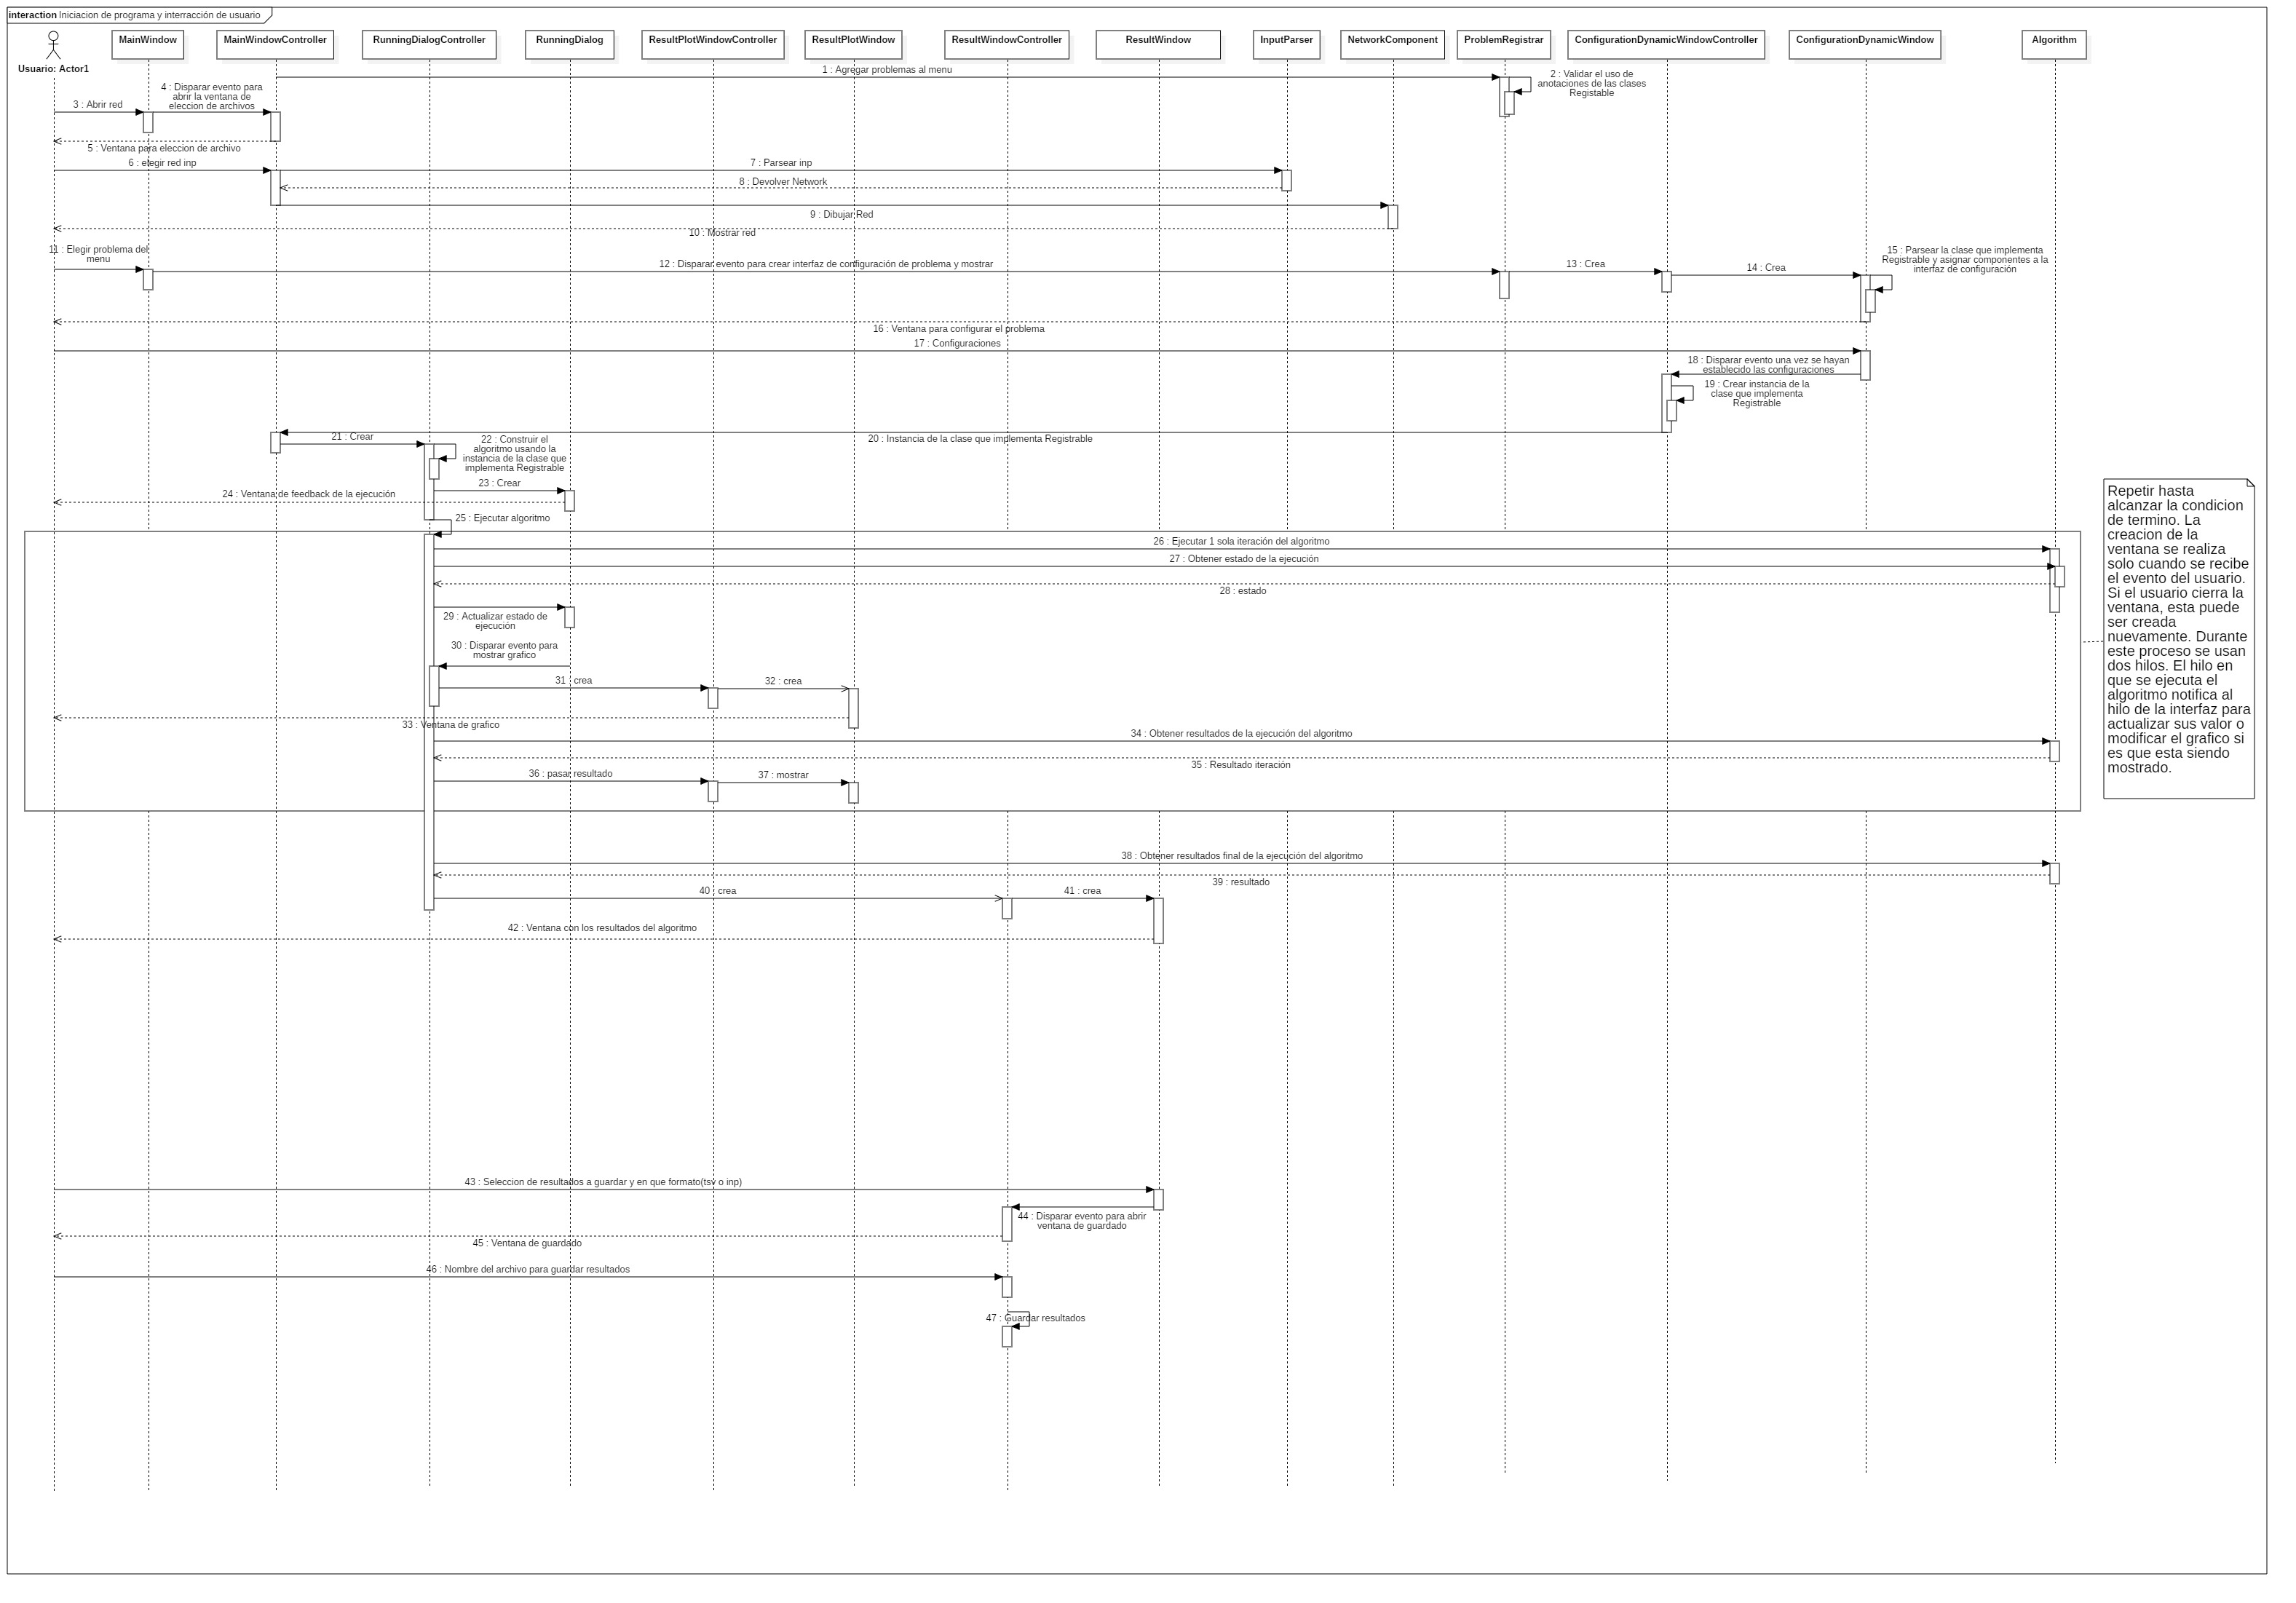 interaction Iniciacion de programa y interracción de usuario
Usuario: Actor1
MainWindow
MainWindowController
RunningDialogController
RunningDialog
ResultPlotWindowController
ResultPlotWindow
ResultWindowController
ResultWindow
InputParser
NetworkComponent
ProblemRegistrar
ConfigurationDynamicWindowController
ConfigurationDynamicWindow
Algorithm
1 : Agregar problemas al menu
2 : Validar el uso de
anotaciones de las clases
Registable
3 : Abrir red
4 : Disparar evento para
abrir la ventana de
eleccion de archivos
5 : Ventana para eleccion de archivo
6 : elegir red inp
7 : Parsear inp
8 : Devolver Network
9 : Dibujar Red
10 : Mostrar red
11 : Elegir problema del
menu
12 : Disparar evento para crear interfaz de configuración de problema y mostrar
13 : Crea
14 : Crea
15 : Parsear la clase que implementa
Registrable y asignar componentes a la
interfaz de configuración
16 : Ventana para configurar el problema
17 : Configuraciones
18 : Disparar evento una vez se hayan
establecido las configuraciones
19 : Crear instancia de la
clase que implementa
Registrable
20 : Instancia de la clase que implementa Registrable
21 : Crear
22 : Construir el
algoritmo usando la
instancia de la clase que
implementa Registrable
23 : Crear
24 : Ventana de feedback de la ejecución
25 : Ejecutar algoritmo
26 : Ejecutar 1 sola iteración del algoritmo
27 : Obtener estado de la ejecución
28 : estado
29 : Actualizar estado de
ejecución
30 : Disparar evento para
mostrar grafico
31 : crea
32 : crea
33 : Ventana de grafico
34 : Obtener resultados de la ejecución del algoritmo
35 : Resultado iteración
36 : pasar resultado
37 : mostrar
Repetir hasta
alcanzar la condicion
de termino. La
creacion de la
ventana se realiza
solo cuando se recibe
el evento del usuario.
Si el usuario cierra la
ventana, esta puede
ser creada
nuevamente. Durante
este proceso se usan
dos hilos. El hilo en
que se ejecuta el
algoritmo notifica al
hilo de la interfaz para
actualizar sus valor o
modificar el grafico si
es que esta siendo
mostrado.
38 : Obtener resultados final de la ejecución del algoritmo
39 : resultado
40 : crea
41 : crea
42 : Ventana con los resultados del algoritmo
43 : Seleccion de resultados a guardar y en que formato(tsv o inp)
44 : Disparar evento para abrir
ventana de guardado
45 : Ventana de guardado
46 : Nombre del archivo para guardar resultados
47 : Guardar resultados